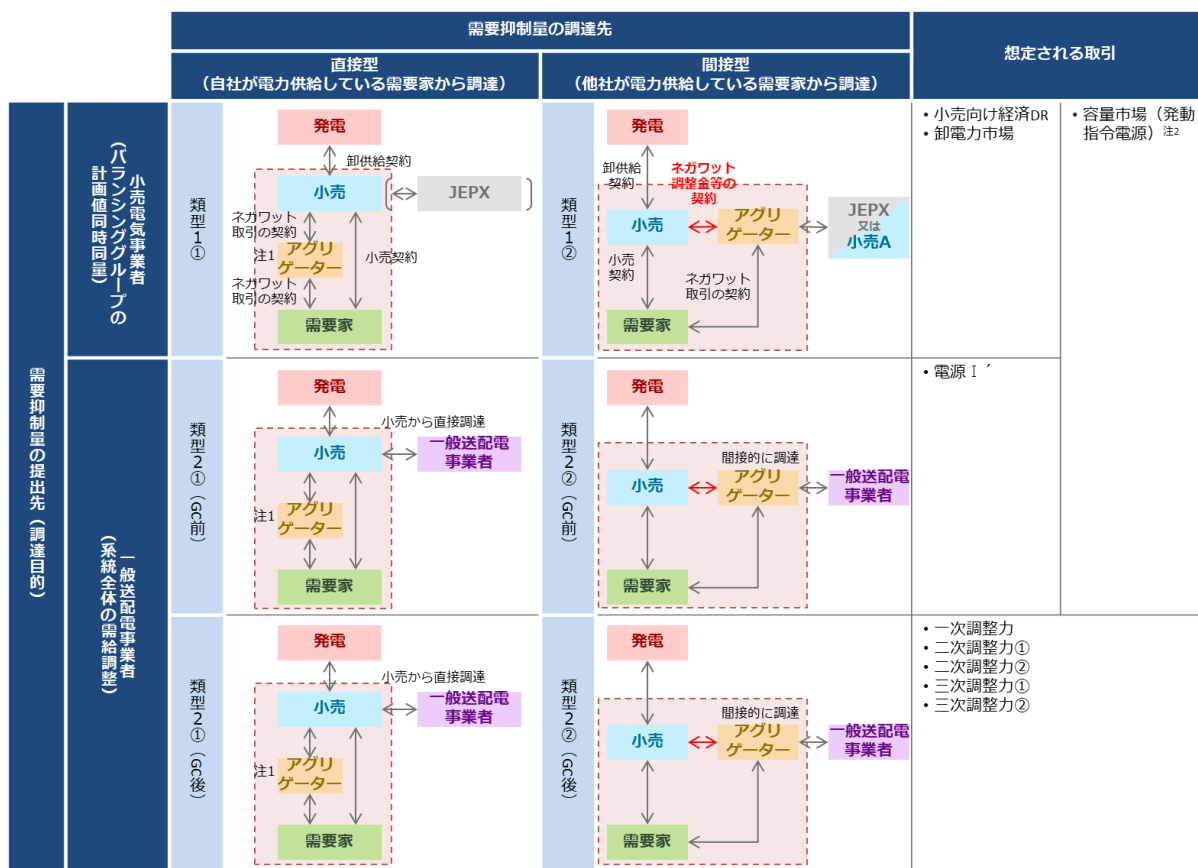 需要抑制量の調達先
想定される取引
直接型
（自社が電力供給している需要家から調達）
間接型
（他社が電力供給している需要家から調達）
需要抑制量の提出先（調達目的）
小売電気事業者
（バランシンググループの
計画値同時同量）
類型1①
発電
卸供給契約
小売
JEPX
ネガワット
取引の契約
注1
アグリ
ゲーター
小売契約
ネガワット
取引の契約
需要家
類型1②
発電
卸供給
契約
ネガワット
調整金等の
契約
小売
アグリ
ゲーター
JEPX
又は
小売A
小売
契約
ネガワット
取引の契約
需要家
• 小売向け経済DR
• 卸電力市場
• 容量市場（発動
指令電源）注2
一般送配電事業者
（系統全体の需給調整）
類型2①（GC前）
発電
小売から直接調達
小売
一般送配電
事業者
注1
アグリ
ゲーター
需要家
類型2②（GC前）
発電
間接的に調達
小売
アグリ
ゲーター
一般送配電
事業者
需要家
• 電源Ⅰ´
類型2①（GC後）
発電
小売から直接調達
小売
一般送配電
事業者
注1
アグリ
ゲーター
需要家
類型2②（GC後）
発電
間接的に調達
小売
アグリ
ゲーター
一般送配電
事業者
需要家
• 一次調整力
• 二次調整力①
• 二次調整力②
• 三次調整力①
• 三次調整力②